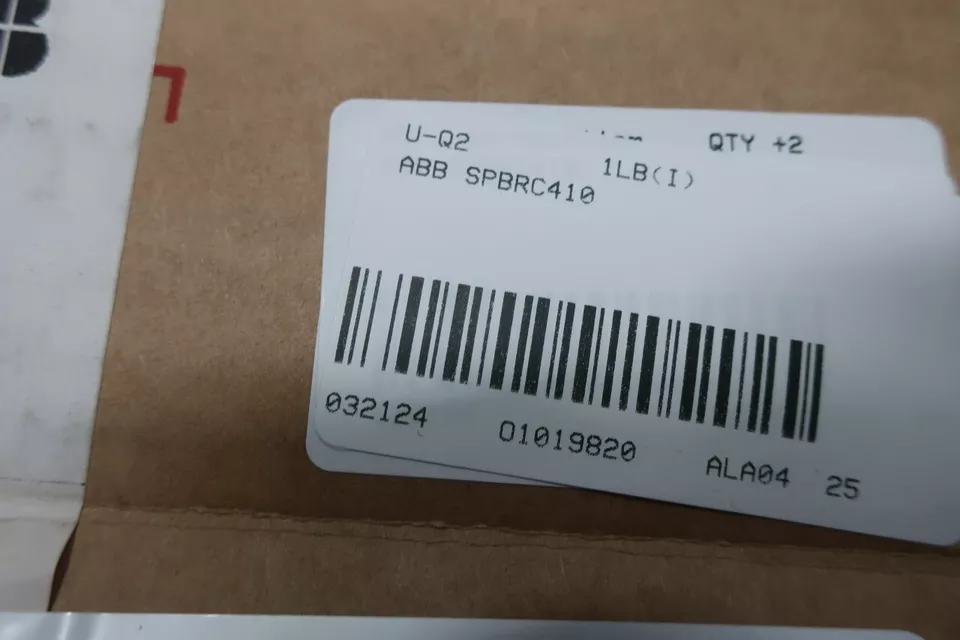 U-Q2 QTY +2
ABB SPBRC410 1LB(I)
032124 01019820 ALA04 25